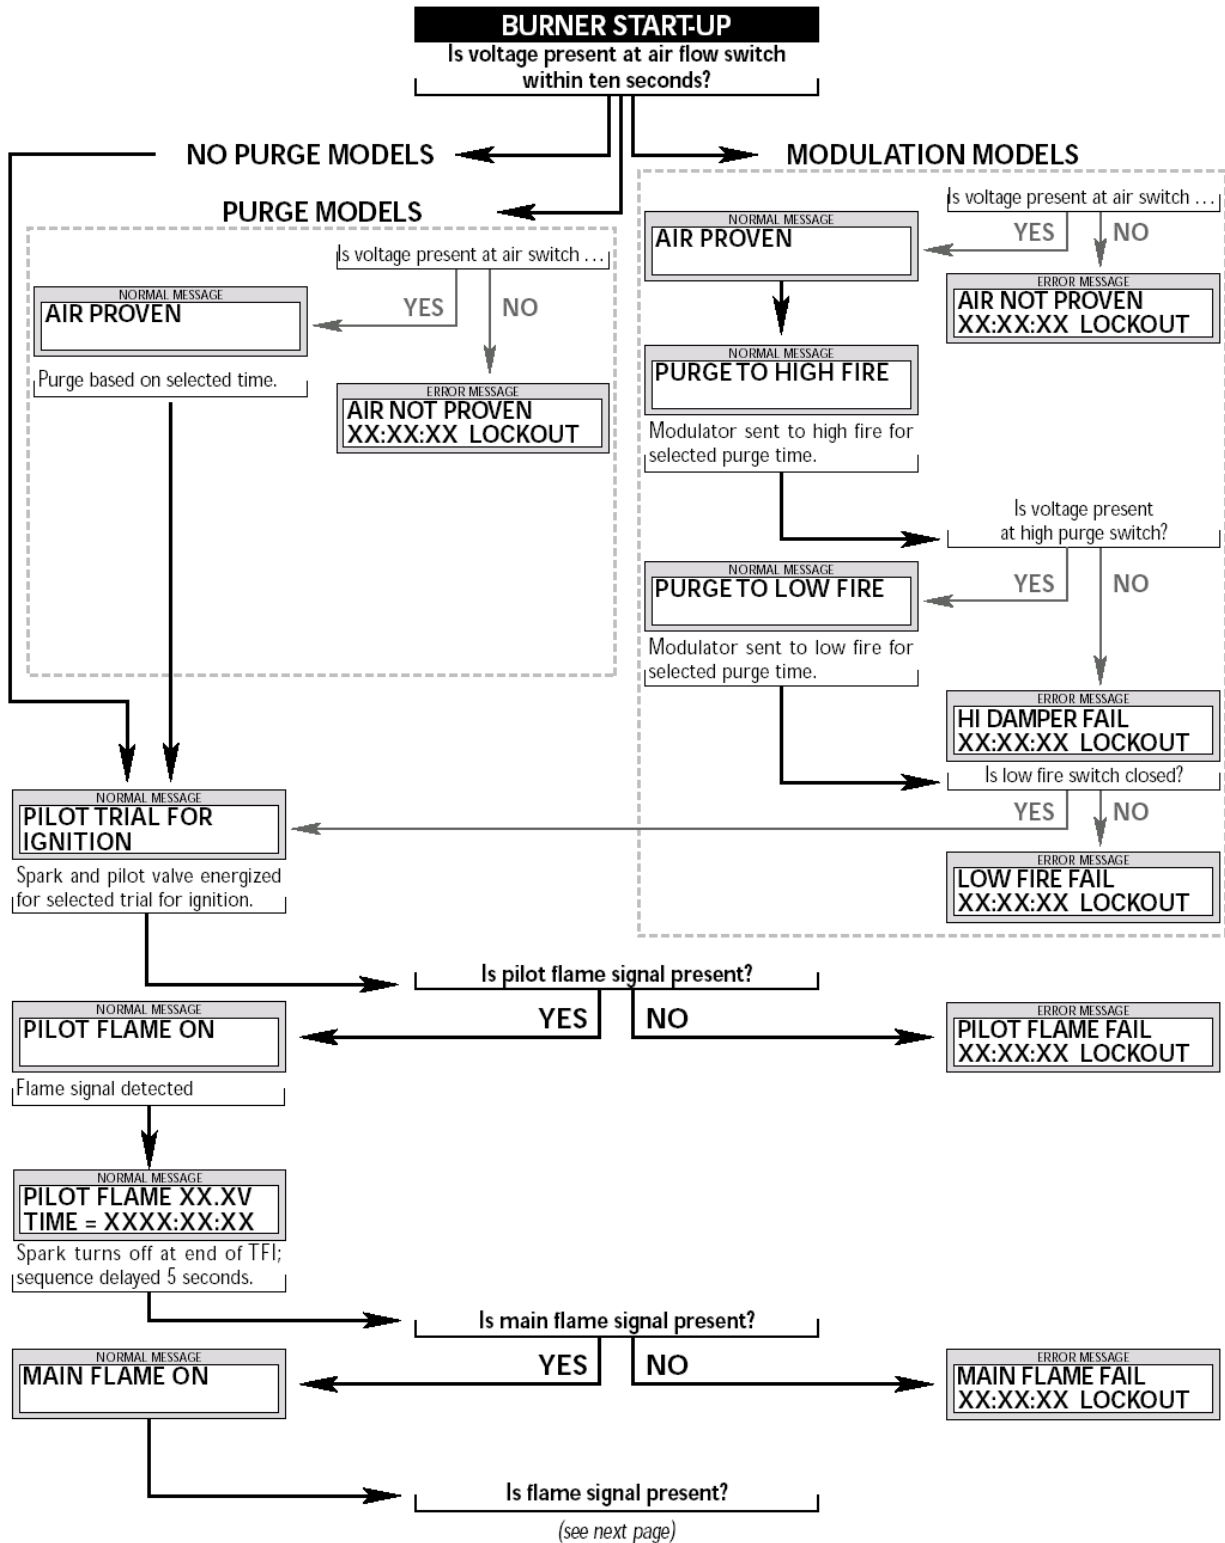 BURNER START-UP
Is voltage present at air flow switch
within ten seconds?
NO PURGE MODELS
MODULATION MODELS
PURGE MODELS
Is voltage present at air switch . . .
YES
NO
NORMAL MESSAGE
AIR PROVEN
Purge based on selected time.
ERROR MESSAGE
AIR NOT PROVEN
XX:XX:XX LOCKOUT
Is voltage present at air switch . . .
YES
NO
NORMAL MESSAGE
AIR PROVEN
ERROR MESSAGE
AIR NOT PROVEN
XX:XX:XX LOCKOUT
NORMAL MESSAGE
PURGE TO HIGH FIRE
Modulator sent to high fire for
selected purge time.
Is voltage present
at high purge switch?
YES
NO
NORMAL MESSAGE
PURGE TO LOW FIRE
Modulator sent to low fire for
selected purge time.
ERROR MESSAGE
HI DAMPER FAIL
XX:XX:XX LOCKOUT
Is low fire switch closed?
YES
NO
ERROR MESSAGE
LOW FIRE FAIL
XX:XX:XX LOCKOUT
NORMAL MESSAGE
PILOT TRIAL FOR
IGNITION
Spark and pilot valve energized
for selected trial for ignition.
Is pilot flame signal present?
YES
NO
NORMAL MESSAGE
PILOT FLAME ON
Flame signal detected
ERROR MESSAGE
PILOT FLAME FAIL
XX:XX:XX LOCKOUT
NORMAL MESSAGE
PILOT FLAME XX.XV
TIME = XXXX:XX:XX
Spark turns off at end of TFI;
sequence delayed 5 seconds.
Is main flame signal present?
YES
NO
NORMAL MESSAGE
MAIN FLAME ON
ERROR MESSAGE
MAIN FLAME FAIL
XX:XX:XX LOCKOUT
Is flame signal present?
(see next page)